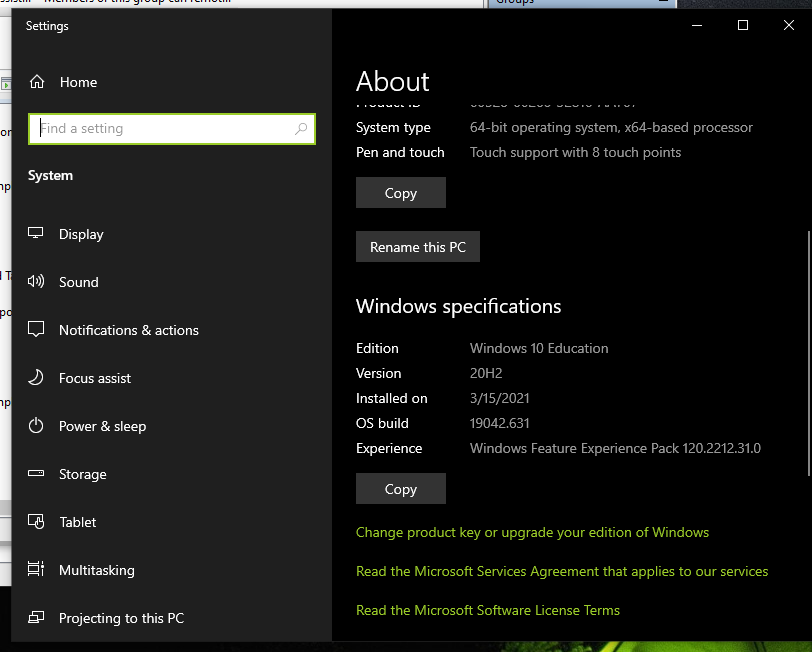 Members of this group can remot...
Groups
Settings
Home
Find a setting
System
Display
Sound
Notifications & actions
Focus assist
Power & sleep
Storage
Tablet
Multitasking
Projecting to this PC
About
Product ID
System type 64-bit operating system, x64-based processor
Pen and touch Touch support with 8 touch points
Copy
Rename this PC
Windows specifications
Edition Windows 10 Education
Version 20H2
Installed on 3/15/2021
OS build 19042.631
Experience Windows Feature Experience Pack 120.2212.31.0
Copy
Change product key or upgrade your edition of Windows
Read the Microsoft Services Agreement that applies to our services
Read the Microsoft Software License Terms